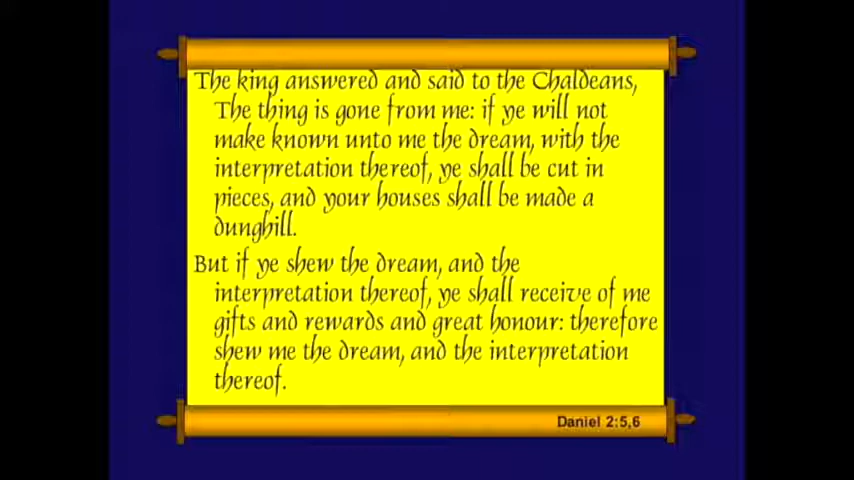 The king answered and said to the Chaldeans,
The thing is gone from me: if ye will not
make known unto me the dream, with the
interpretation thereof, ye shall be cut in
pieces, and your houses shall be made a
dunghill.
But if ye shew the dream, and the
interpretation thereof, ye shall receive of me
gifts and rewards and great honour: therefore
shew me the dream, and the interpretation
thereof.
Daniel 2:5,6